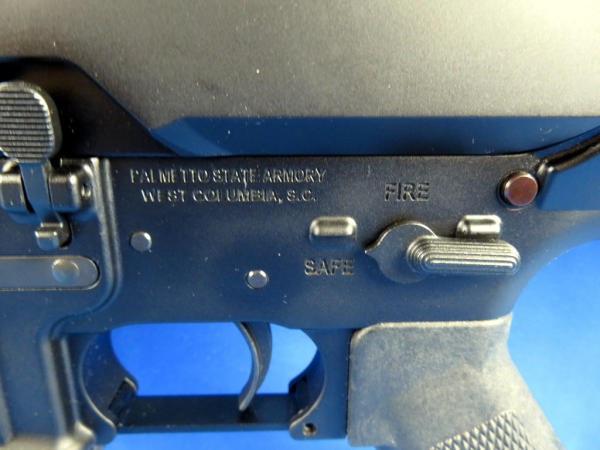 PALMETTO STATE ARMORY
WEST COLUMBIA, S.C.
FIRE
SAFE